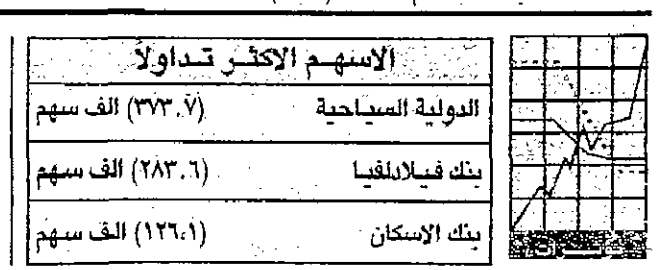 الاسهم الاكثر تداولاً
الدولية السياحية (٣٧٣.٧) الف سهم
بنك فيلادلفيا (٢٨٣.٦) الف سهم
بنك الاسكان (١٢٦،١) الف سهم